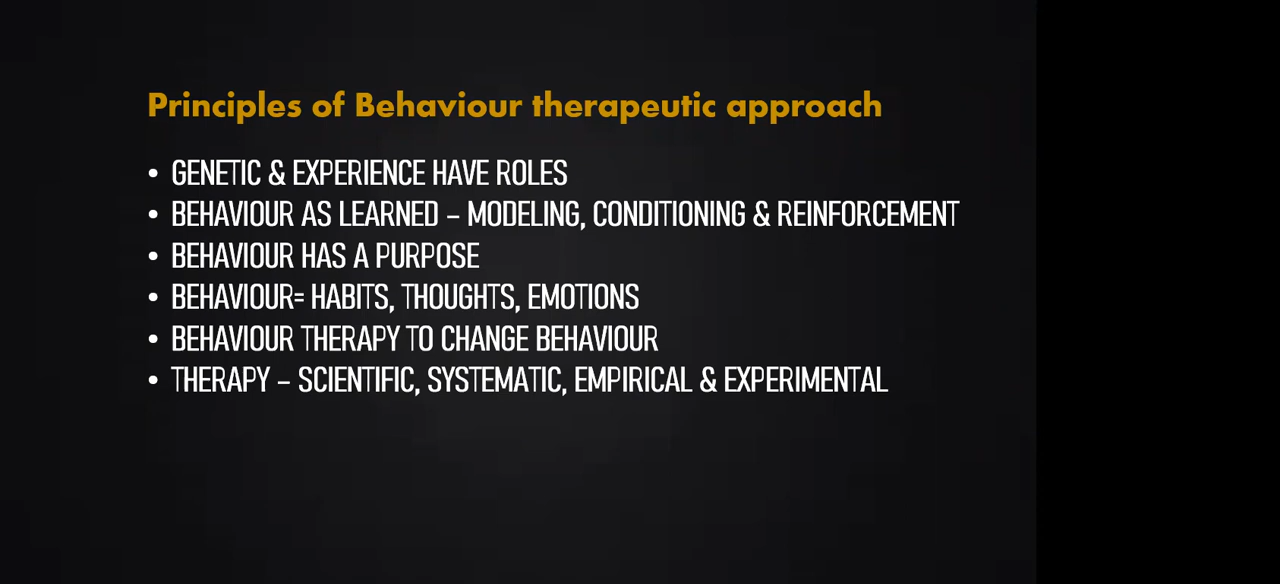 Principles of Behaviour therapeutic approach
• GENETIC & EXPERIENCE HAVE ROLES
• BEHAVIOUR AS LEARNED – MODELING, CONDITIONING & REINFORCEMENT
• BEHAVIOUR HAS A PURPOSE
• BEHAVIOUR= HABITS, THOUGHTS, EMOTIONS
• BEHAVIOUR THERAPY TO CHANGE BEHAVIOUR
• THERAPY – SCIENTIFIC, SYSTEMATIC, EMPIRICAL & EXPERIMENTAL